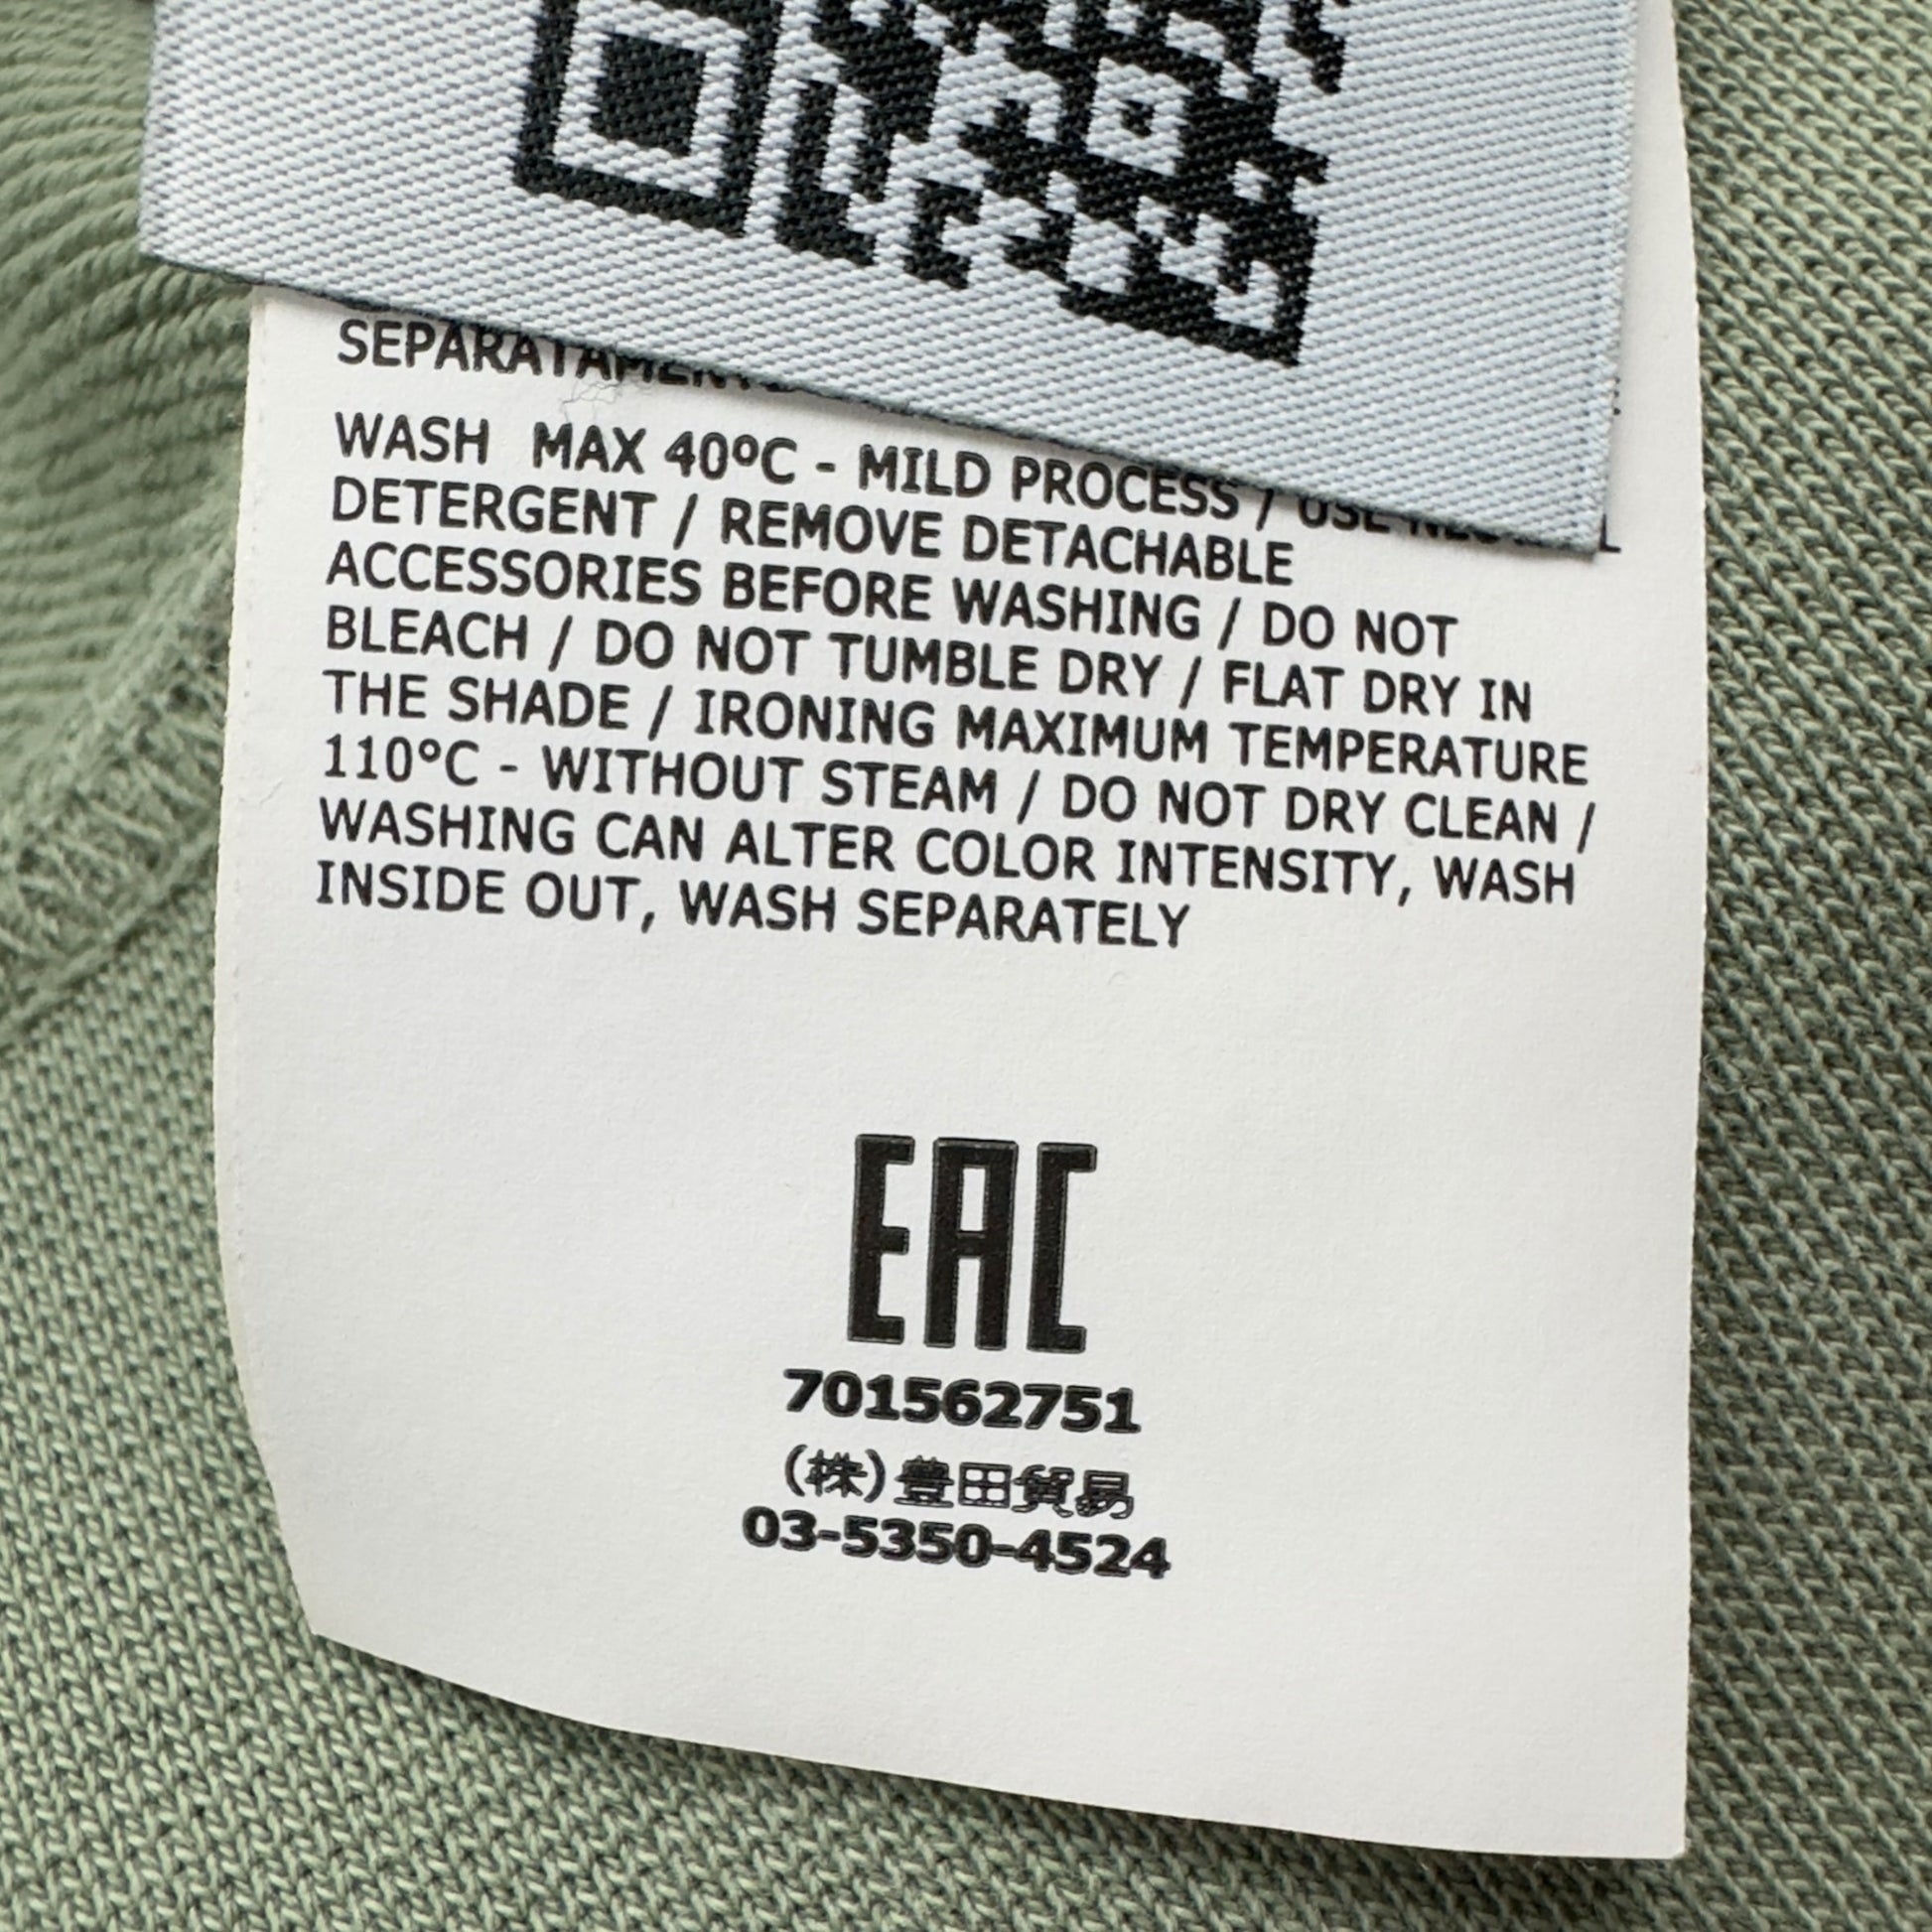 SEPARATAMENTE
WASH MAX 40°C - MILD PROCESS / USE NEUTRAL
DETERGENT / REMOVE DETACHABLE
ACCESSORIES BEFORE WASHING / DO NOT
BLEACH / DO NOT TUMBLE DRY / FLAT DRY IN
THE SHADE / IRONING MAXIMUM TEMPERATURE
110°C - WITHOUT STEAM / DO NOT DRY CLEAN /
WASHING CAN ALTER COLOR INTENSITY, WASH
INSIDE OUT, WASH SEPARATELY
EAC
701562751
(株)豊田貿易
03-5350-4524